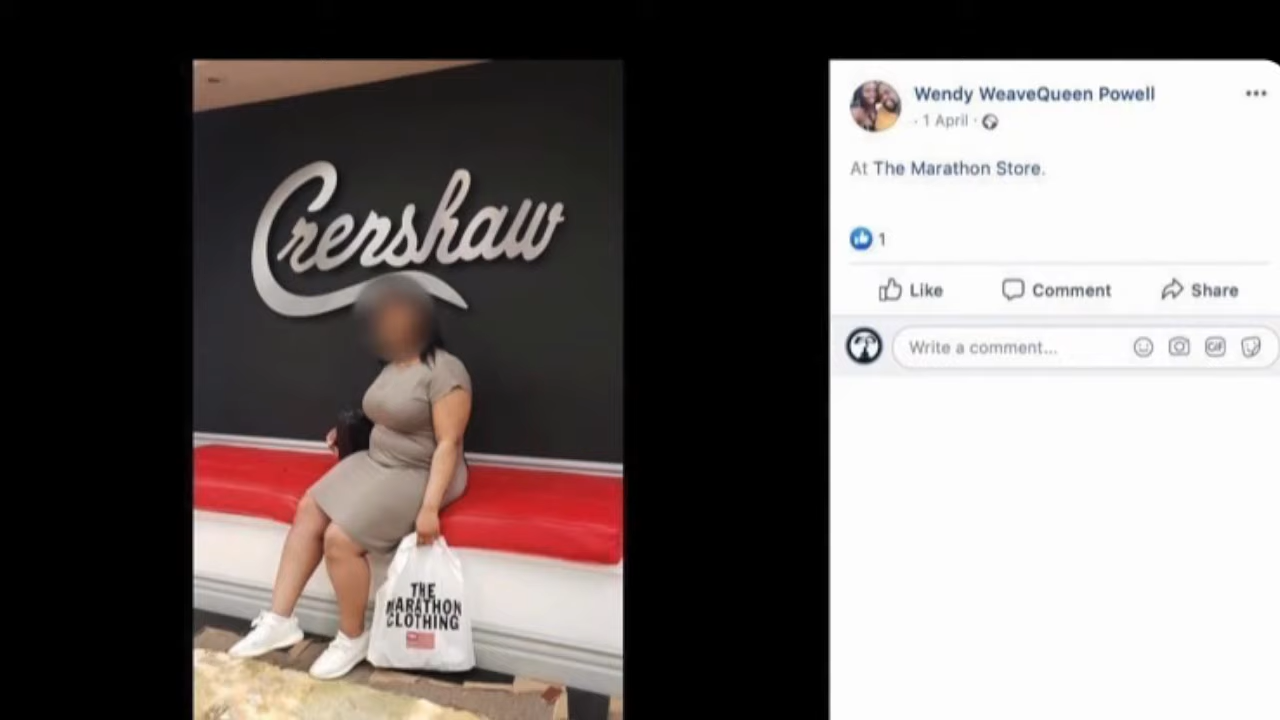 Crenshaw
THE
MARATHON
CLOTHING
Wendy WeaveQueen Powell
· 1 April ·
At The Marathon Store.
1
Like Comment Share
Write a comment...
GIF